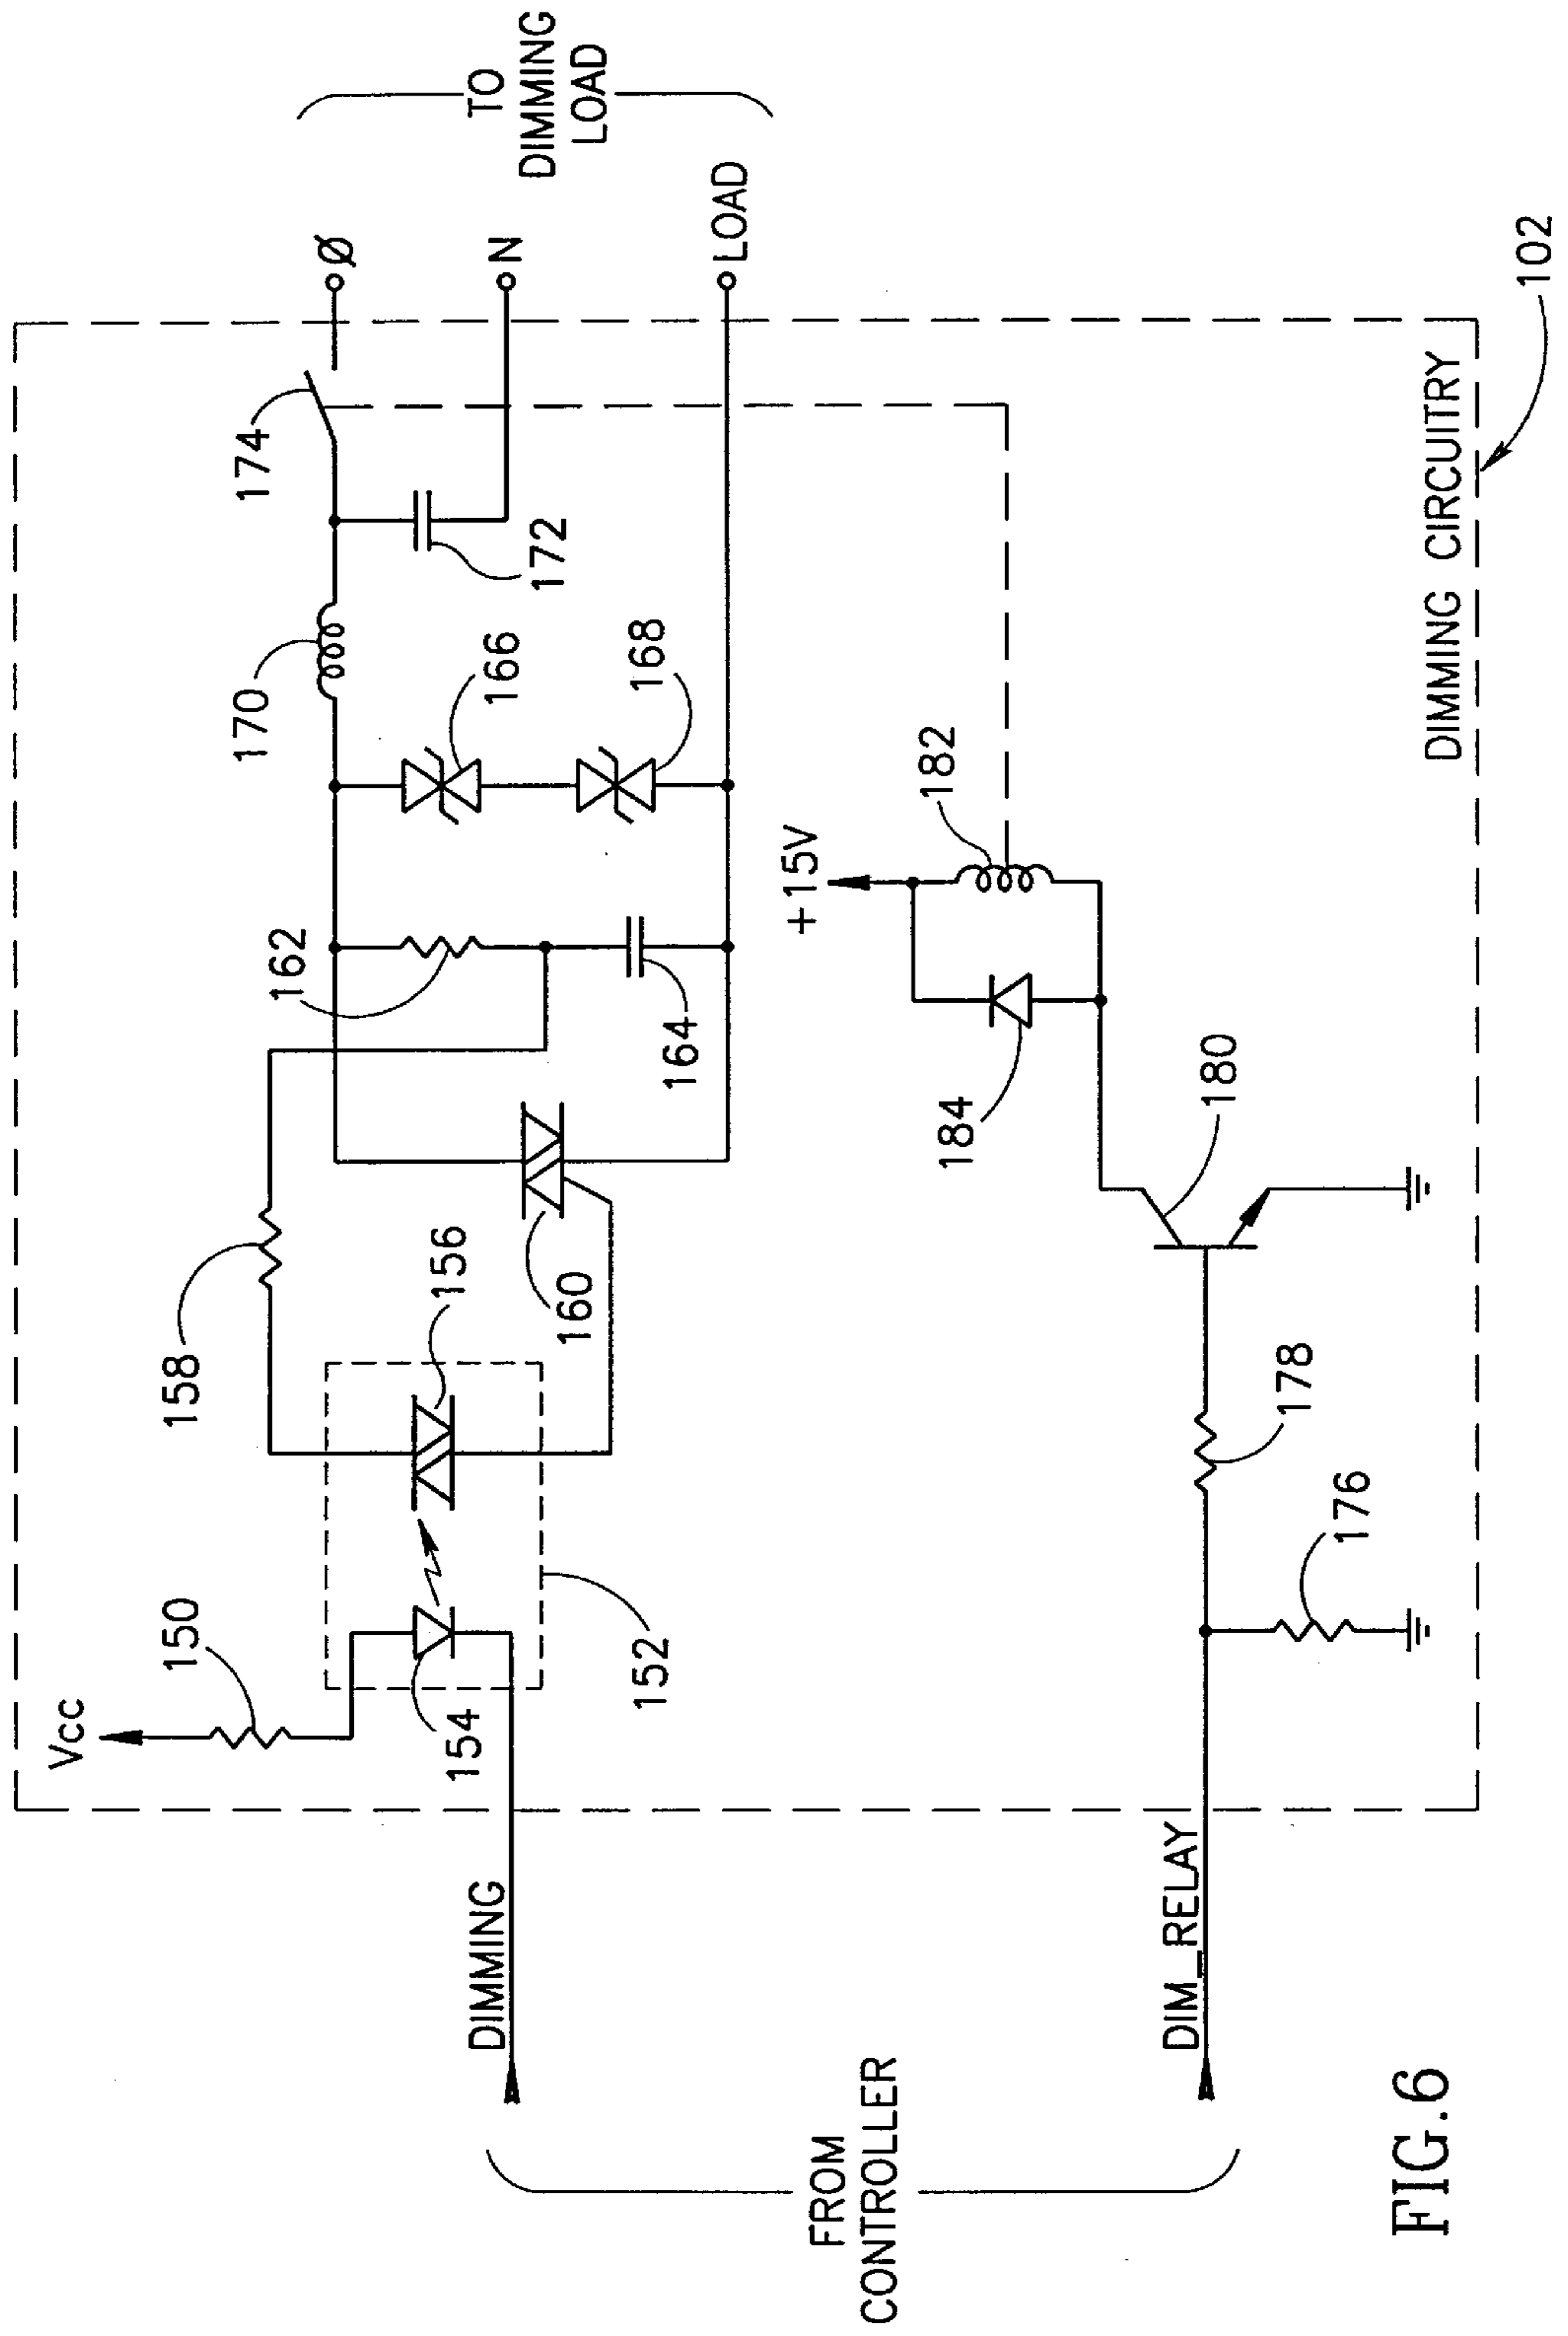 Vcc
150
154
152
158
156
160
162
164
170
166
168
174
172
Ø
N
LOAD
TO
DIMMING
LOAD
DIMMING
FROM
CONTROLLER
DIM_RELAY
176
178
180
184
+15V
182
DIMMING CIRCUITRY
102
FIG.6